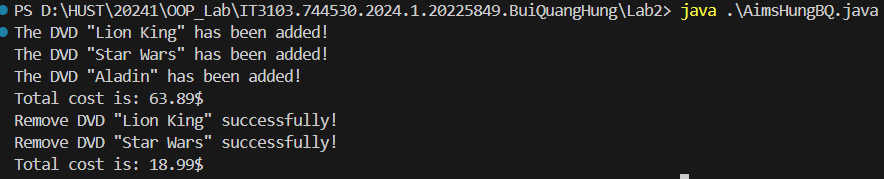 PS D:\HUST\20241\OOP_Lab\IT3103.744530.2024.1.20225849.BuiQuangHung\Lab2> java .\AimsHungBQ.java
The DVD "Lion King" has been added!
The DVD "Star Wars" has been added!
The DVD "Aladin" has been added!
Total cost is: 63.89$
Remove DVD "Lion King" successfully!
Remove DVD "Star Wars" successfully!
Total cost is: 18.99$